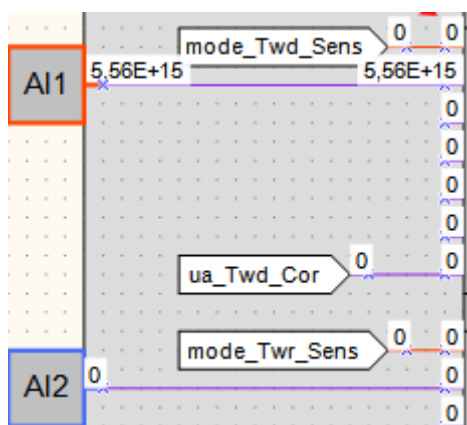 mode_Twd_Sens 0 0
AI1 5,56E+15 5,56E+15
0
0
0
0
ua_Twd_Cor 0 0
mode_Twr_Sens 0 0
AI2 0 0
0